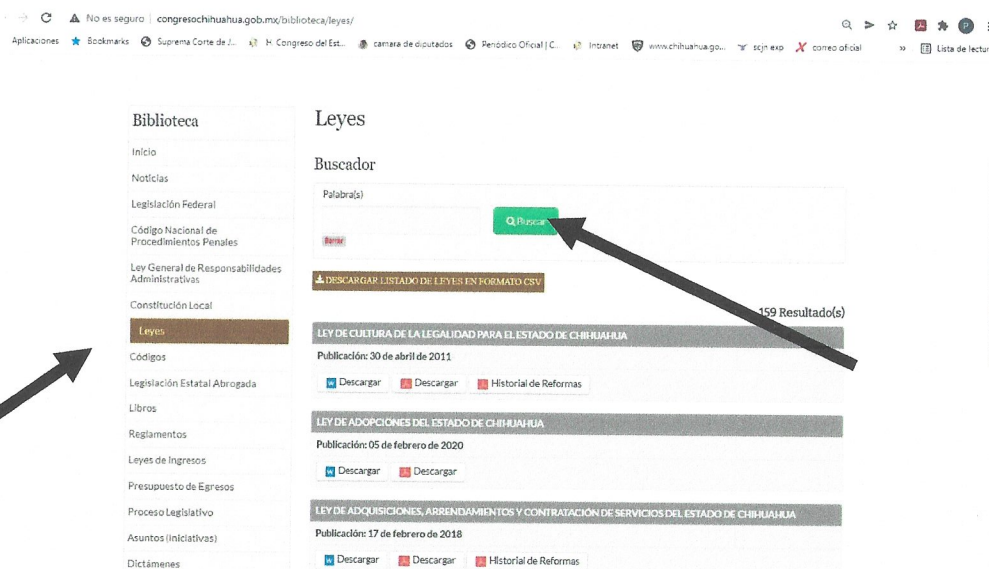 No es seguro | congresochihuahua.gob.mx/biblioteca/leyes/
Aplicaciones Bookmarks Suprema Corte de J... H. Congreso del Est... camara de diputados Periódico Oficial | C... Intranet www.chihuahua.go... scjn exp correo oficial » Lista de lectur
Biblioteca
Inicio
Noticias
Legislación Federal
Código Nacional de
Procedimientos Penales
Ley General de Responsabilidades
Administrativas
Constitución Local
Leyes
Códigos
Legislación Estatal Abrogada
Libros
Reglamentos
Leyes de Ingresos
Presupuesto de Egresos
Proceso Legislativo
Asuntos (Iniciativas)
Dictámenes
Leyes
Buscador
Palabra(s)
Buscar
Borrar
DESCARGAR LISTADO DE LEYES EN FORMATO CSV
159 Resultado(s)
LEY DE CULTURA DE LA LEGALIDAD PARA EL ESTADO DE CHIHUAHUA
Publicación: 30 de abril de 2011
Descargar Descargar Historial de Reformas
LEY DE ADOPCIONES DEL ESTADO DE CHIHUAHUA
Publicación: 05 de febrero de 2020
Descargar Descargar
LEY DE ADQUISICIONES, ARRENDAMIENTOS Y CONTRATACIÓN DE SERVICIOS DEL ESTADO DE CHIHUAHUA
Publicación: 17 de febrero de 2018
Descargar Descargar Historial de Reformas